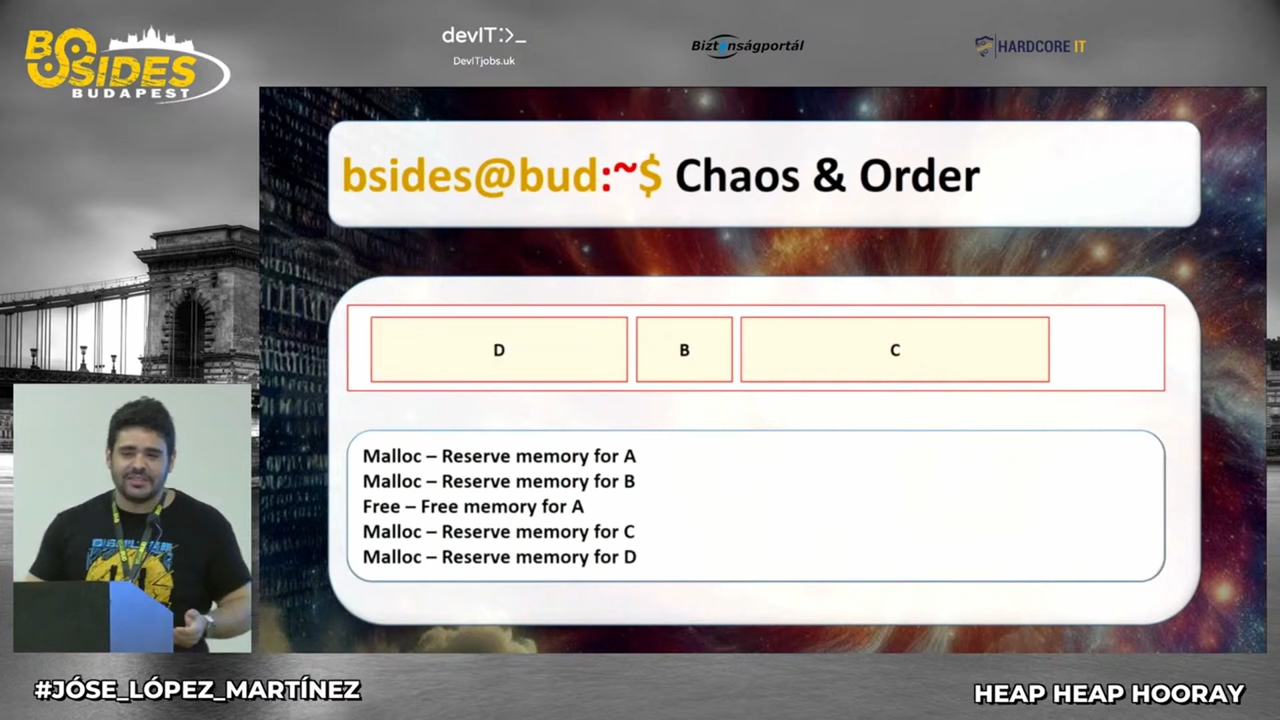 BSIDES
BUDAPEST
devIT:>_
DevITjobs.uk
Biztonságportál
HARDCORE IT
bsides@bud:~$ Chaos & Order
D B C
Malloc – Reserve memory for A
Malloc – Reserve memory for B
Free – Free memory for A
Malloc – Reserve memory for C
Malloc – Reserve memory for D
#JÓSE_LÓPEZ_MARTÍNEZ
HEAP HEAP HOORAY